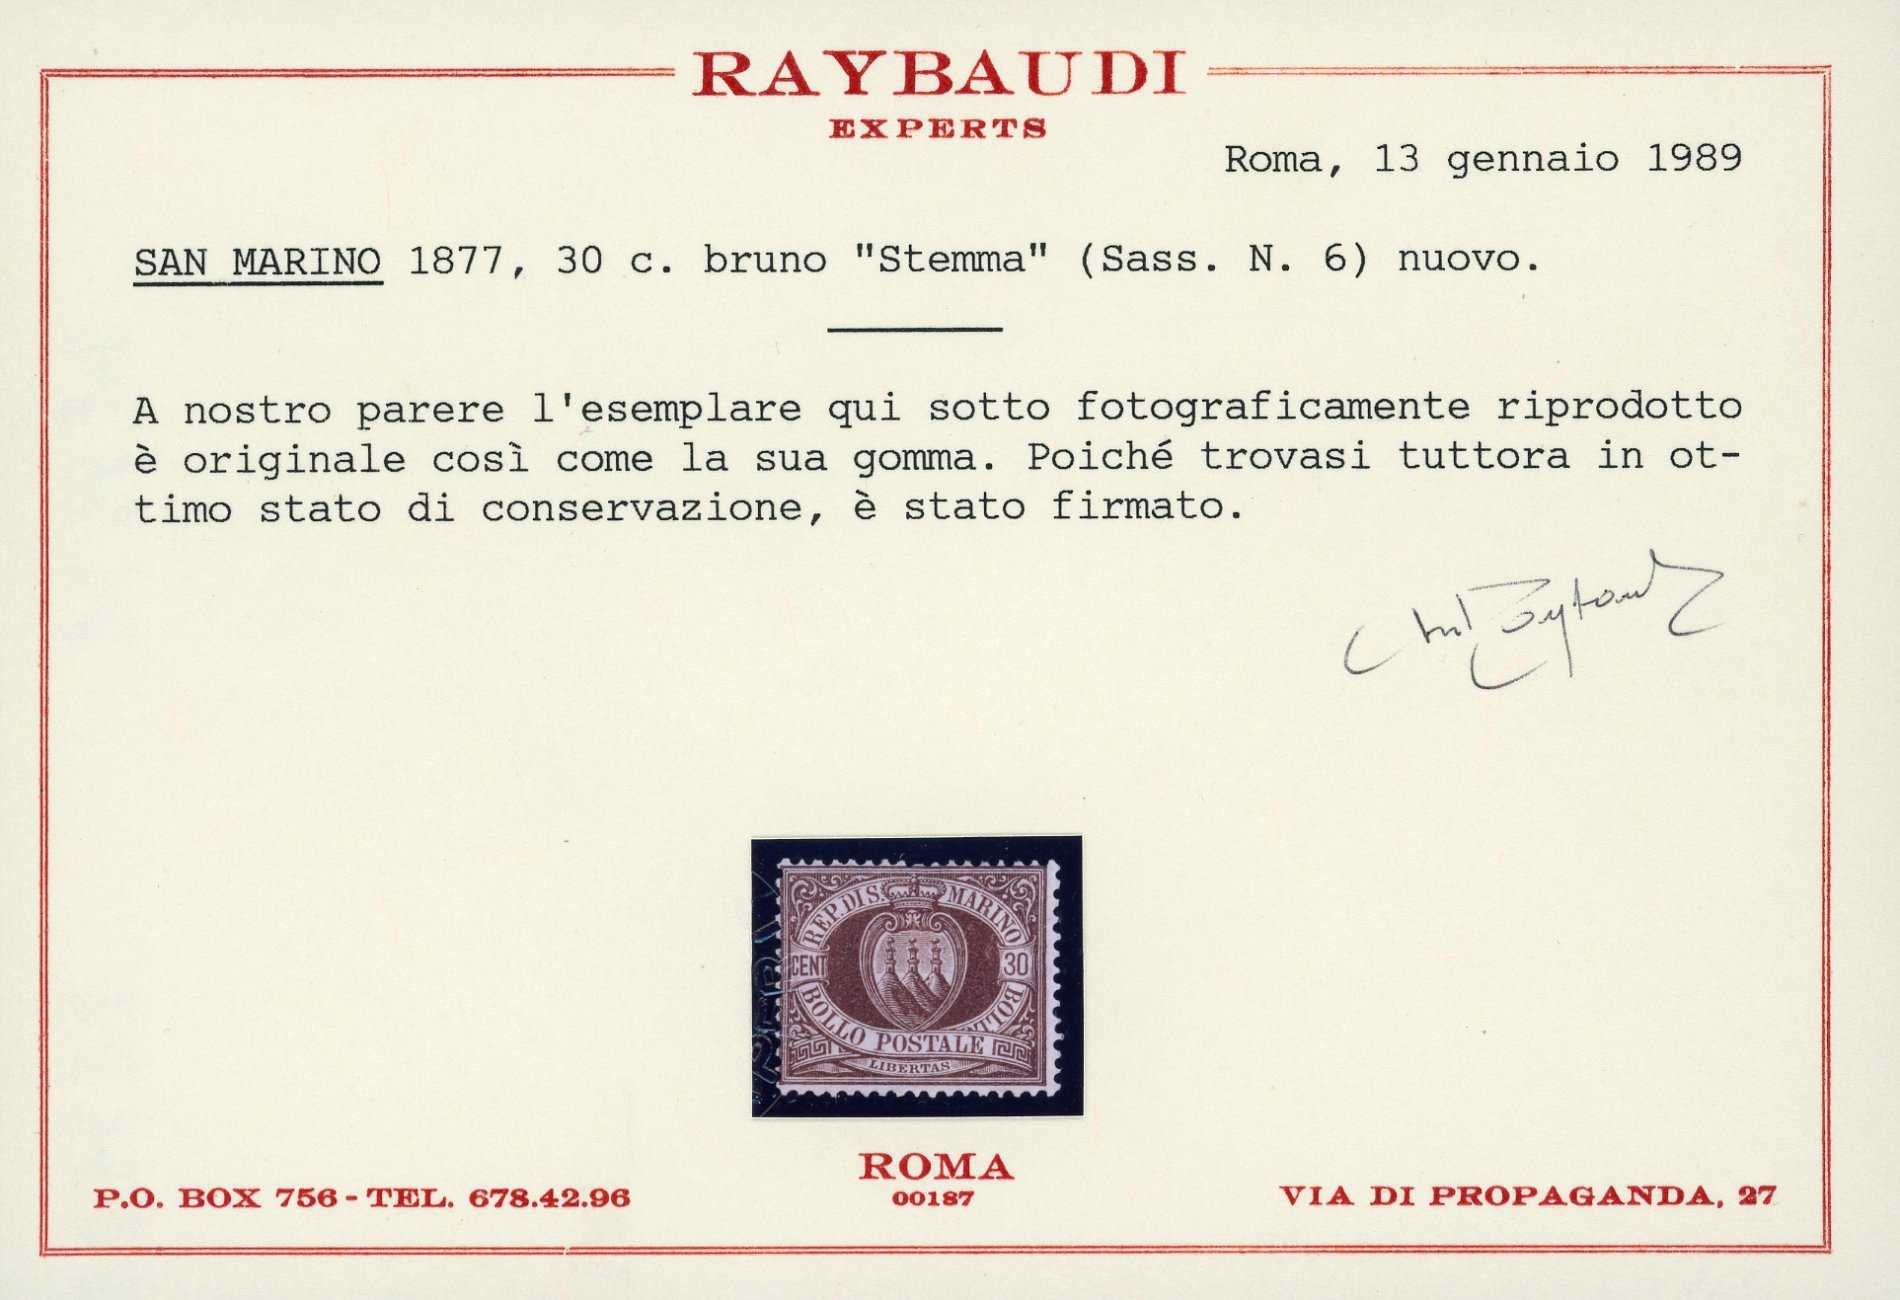 RAYBAUDI
EXPERTS
Roma, 13 gennaio 1989
SAN MARINO 1877, 30 c. bruno "Stemma" (Sass. N. 6) nuovo.
A nostro parere l'esemplare qui sotto fotograficamente riprodotto
è originale così come la sua gomma. Poiché trovasi tuttora in ot-
timo stato di conservazione, è stato firmato.
REP. DI S. MARINO
CENT 30
BOLLO POSTALE BOLLO
LIBERTAS
ROMA
00187
P.O. BOX 756 - TEL. 678.42.96
VIA DI PROPAGANDA, 27